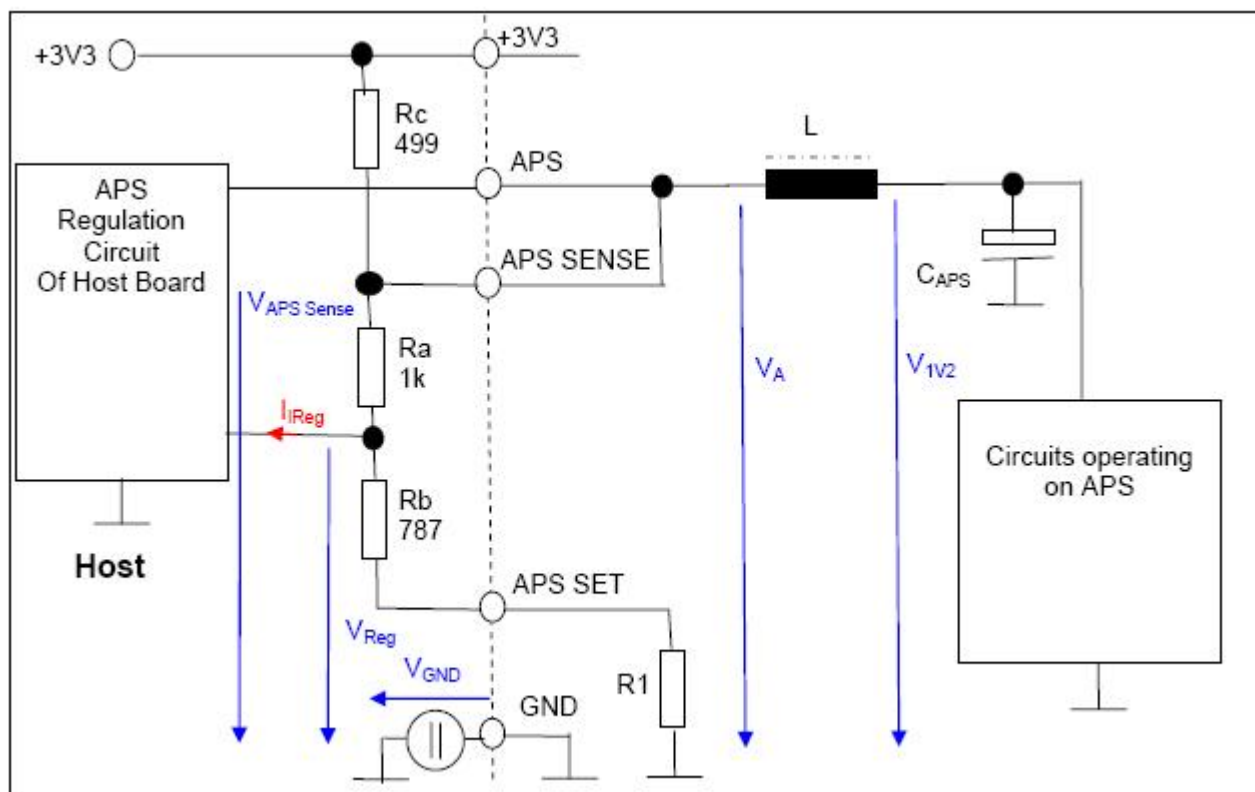 +3V3
+3V3
Rc
499
L
APS
APS
Regulation
Circuit
Of Host Board
APS SENSE
CAPS
VAPS Sense
Ra
1k
VA
V1V2
IIReg
Circuits operating
on APS
Rb
787
Host
APS SET
VReg
VGND
R1
GND